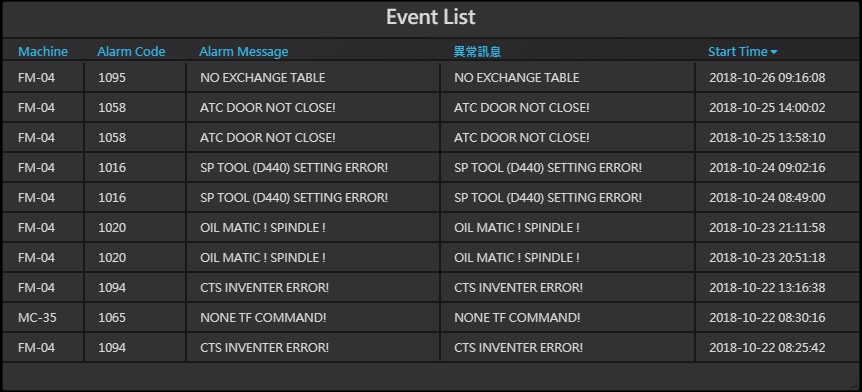 Event List
Machine Alarm Code Alarm Message 異常訊息 Start Time
FM-04 1095 NO EXCHANGE TABLE NO EXCHANGE TABLE 2018-10-26 09:16:08
FM-04 1058 ATC DOOR NOT CLOSE! ATC DOOR NOT CLOSE! 2018-10-25 14:00:02
FM-04 1058 ATC DOOR NOT CLOSE! ATC DOOR NOT CLOSE! 2018-10-25 13:58:10
FM-04 1016 SP TOOL (D440) SETTING ERROR! SP TOOL (D440) SETTING ERROR! 2018-10-24 09:02:16
FM-04 1016 SP TOOL (D440) SETTING ERROR! SP TOOL (D440) SETTING ERROR! 2018-10-24 08:49:00
FM-04 1020 OIL MATIC ! SPINDLE ! OIL MATIC ! SPINDLE ! 2018-10-23 21:11:58
FM-04 1020 OIL MATIC ! SPINDLE ! OIL MATIC ! SPINDLE ! 2018-10-23 20:51:18
FM-04 1094 CTS INVENTER ERROR! CTS INVENTER ERROR! 2018-10-22 13:16:38
MC-35 1065 NONE TF COMMAND! NONE TF COMMAND! 2018-10-22 08:30:16
FM-04 1094 CTS INVENTER ERROR! CTS INVENTER ERROR! 2018-10-22 08:25:42